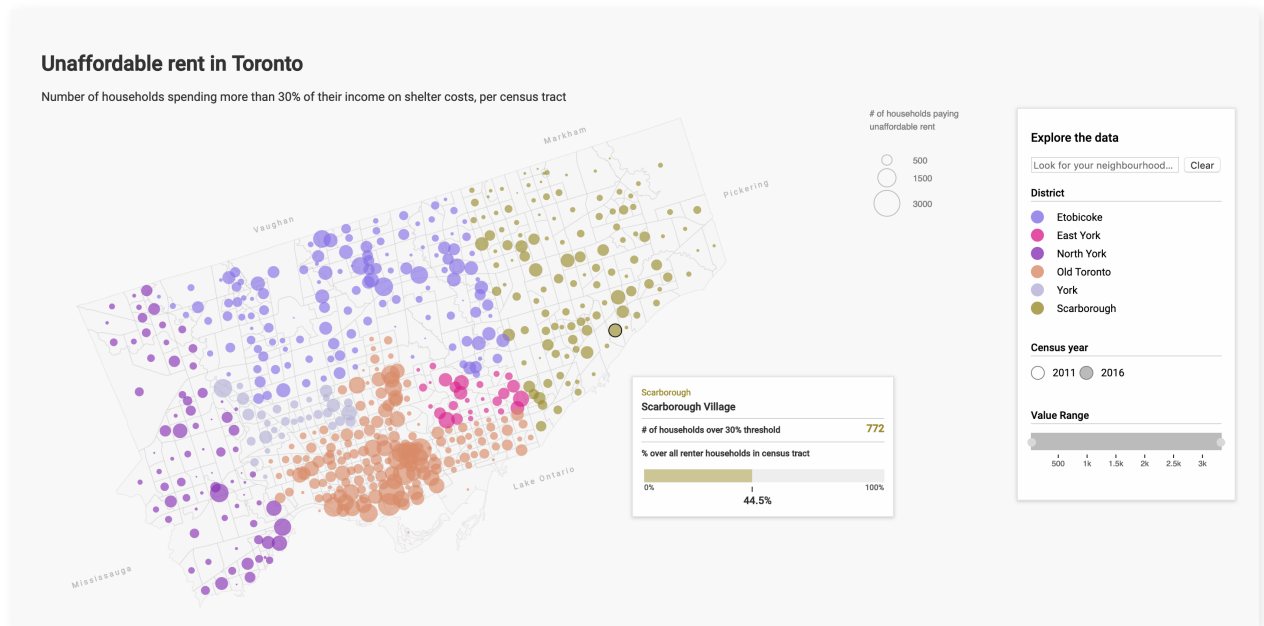 Unaffordable rent in Toronto
Number of households spending more than 30% of their income on shelter costs, per census tract
Markham
Pickering
Vaughan
Lake Ontario
Mississauga
# of households paying
unaffordable rent
500
1500
3000
Scarborough
Scarborough Village
# of households over 30% threshold 772
% over all renter households in census tract
0% 100%
44.5%
Explore the data
Look for your neighbourhood... Clear
District
Etobicoke
East York
North York
Old Toronto
York
Scarborough
Census year
2011 2016
Value Range
500 1k 1.5k 2k 2.5k 3k